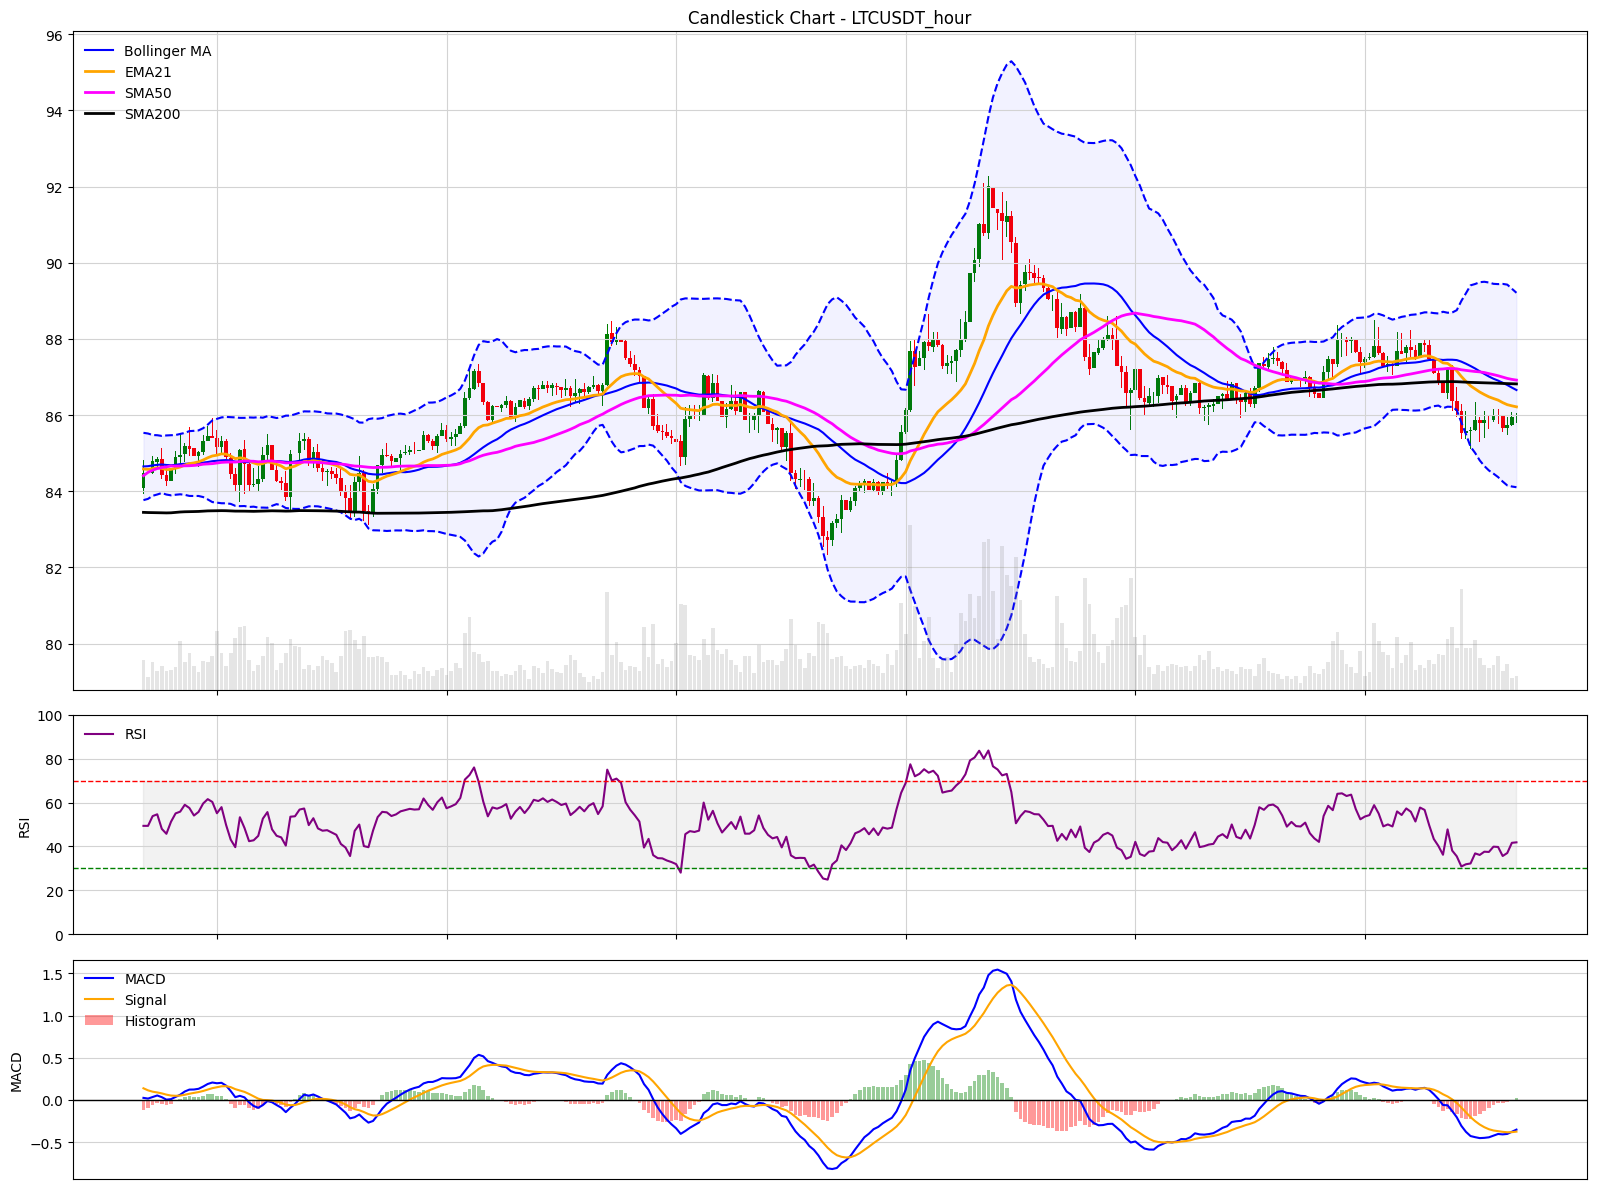 Candlestick Chart - LTCUSDT_hour
96
94
92
90
88
86
84
82
80
Bollinger MA
EMA21
SMA50
SMA200
100
80
60
40
20
0
RSI
RSI
1.5
1.0
0.5
0.0
−0.5
MACD
MACD
Signal
Histogram